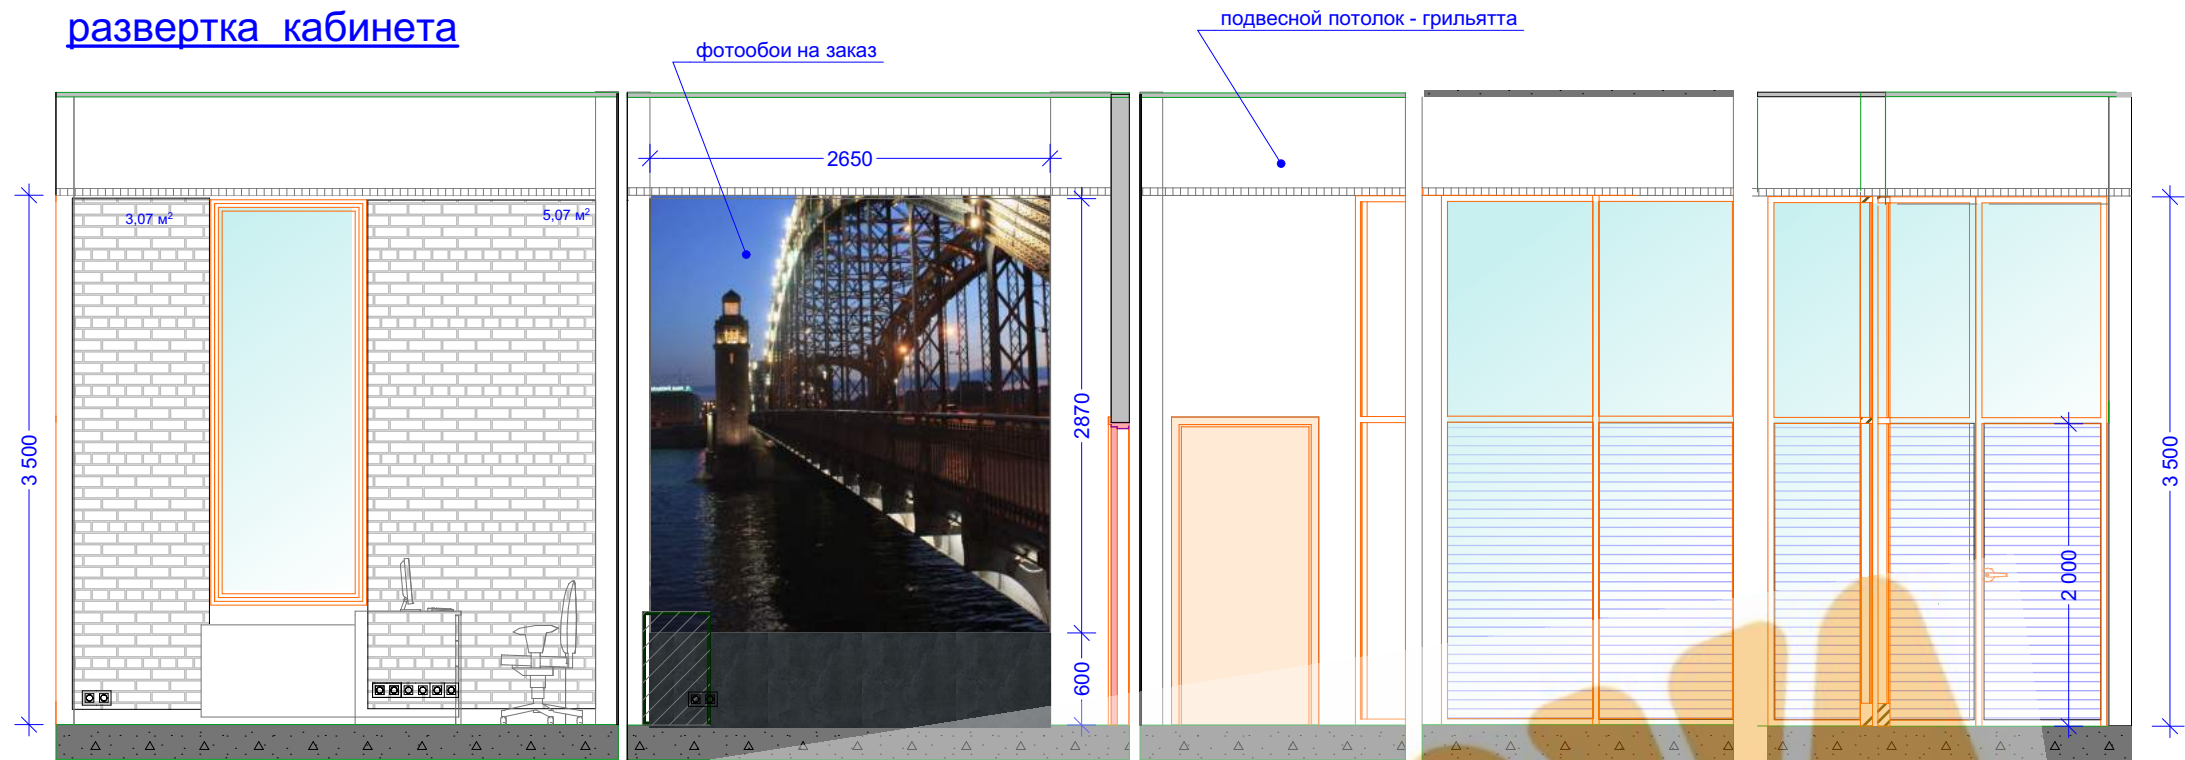 развертка кабинета
фотообои на заказ
подвесной потолок - грильятта
2650
3,07 м²
5,07 м²
3 500
2870
600
2 000
3 500